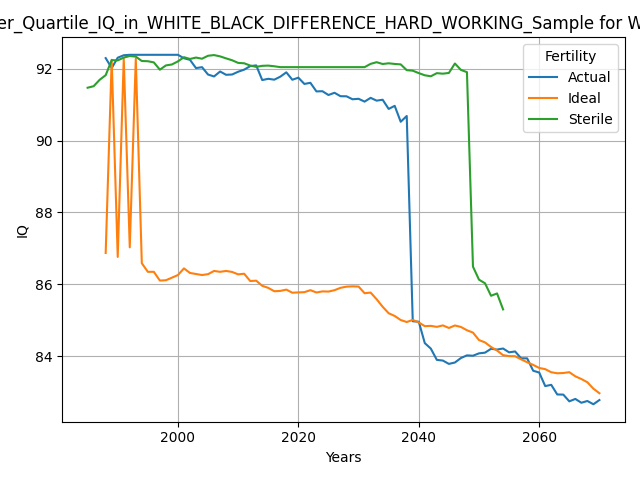 er_Quartile_IQ_in_WHITE_BLACK_DIFFERENCE_HARD_WORKING_Sample for W
Fertility
Actual
Ideal
Sterile
92
90
88
86
84
IQ
2000
2020
2040
2060
Years